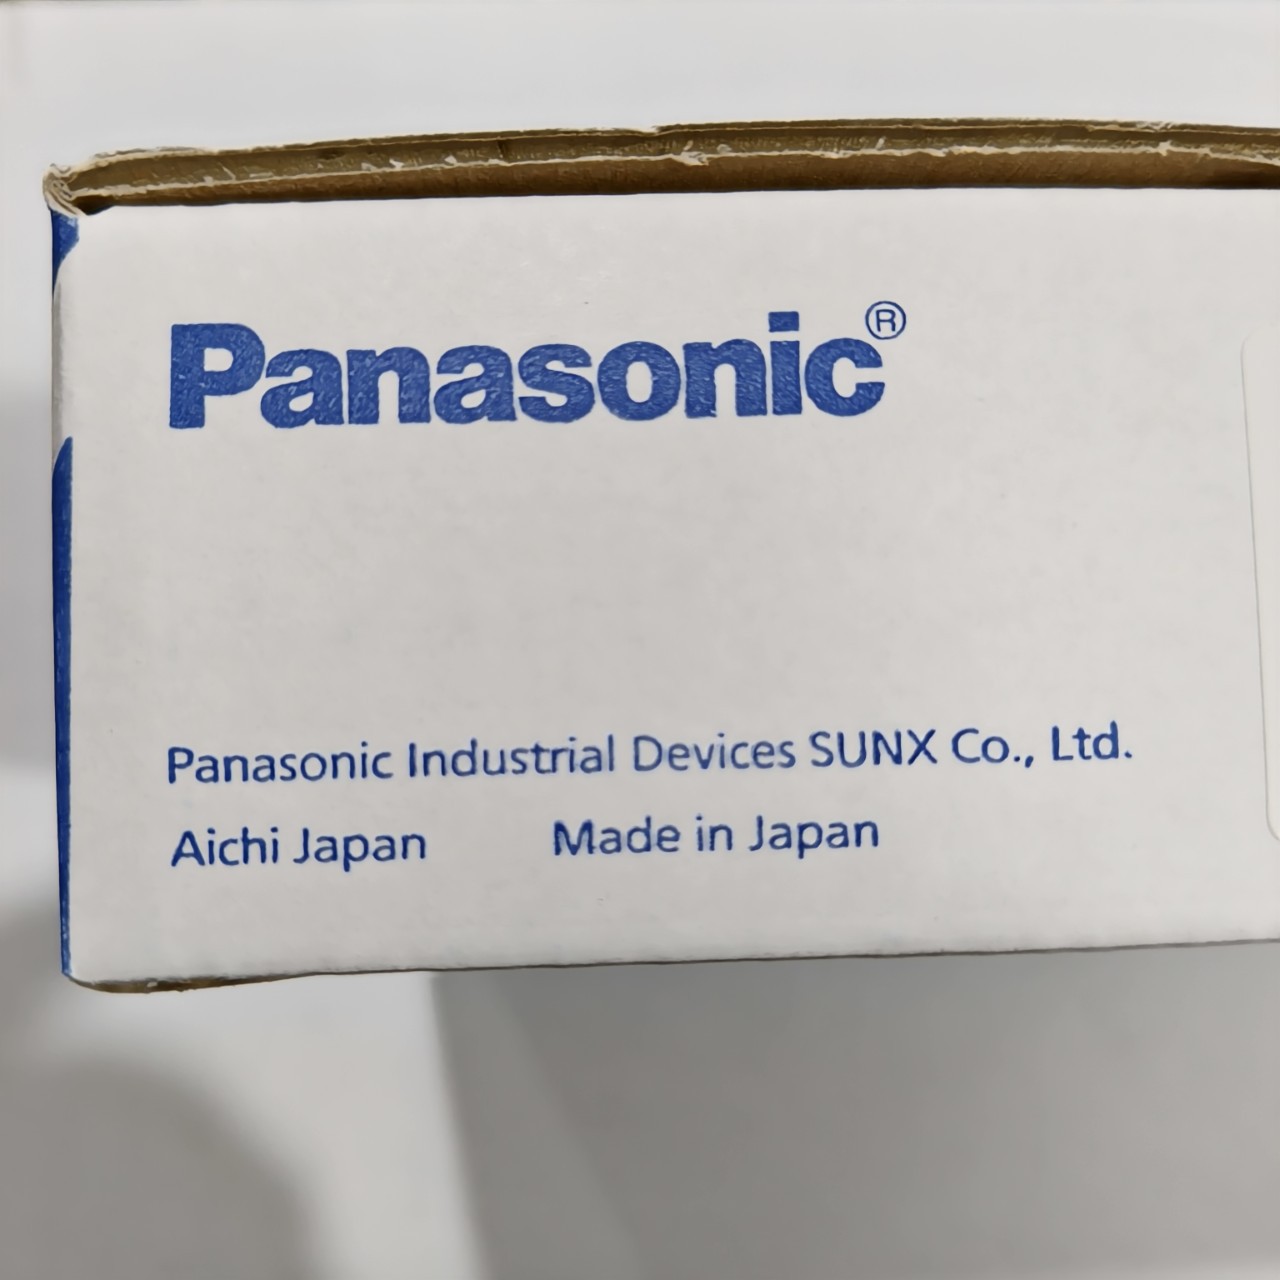 Panasonic®
Panasonic Industrial Devices SUNX Co., Ltd.
Aichi Japan Made in Japan